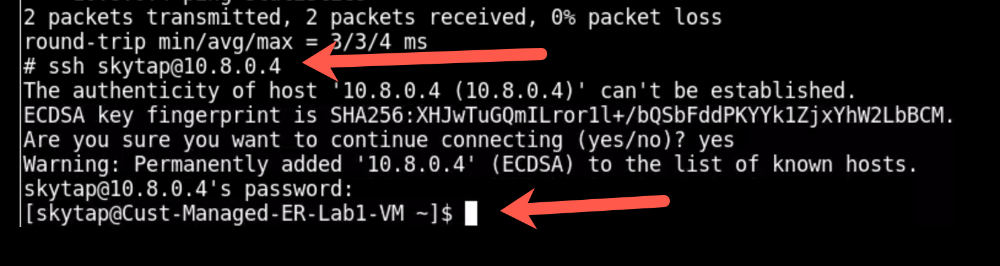 2 packets transmitted, 2 packets received, 0% packet loss
round-trip min/avg/max = 3/3/4 ms
# ssh skytap@10.8.0.4
The authenticity of host '10.8.0.4 (10.8.0.4)' can't be established.
ECDSA key fingerprint is SHA256:XHJwTuGQmILror1l+/bQSbFddPKYYk1ZjxYhW2LbBCM.
Are you sure you want to continue connecting (yes/no)? yes
Warning: Permanently added '10.8.0.4' (ECDSA) to the list of known hosts.
skytap@10.8.0.4's password:
[skytap@Cust-Managed-ER-Lab1-VM ~]$